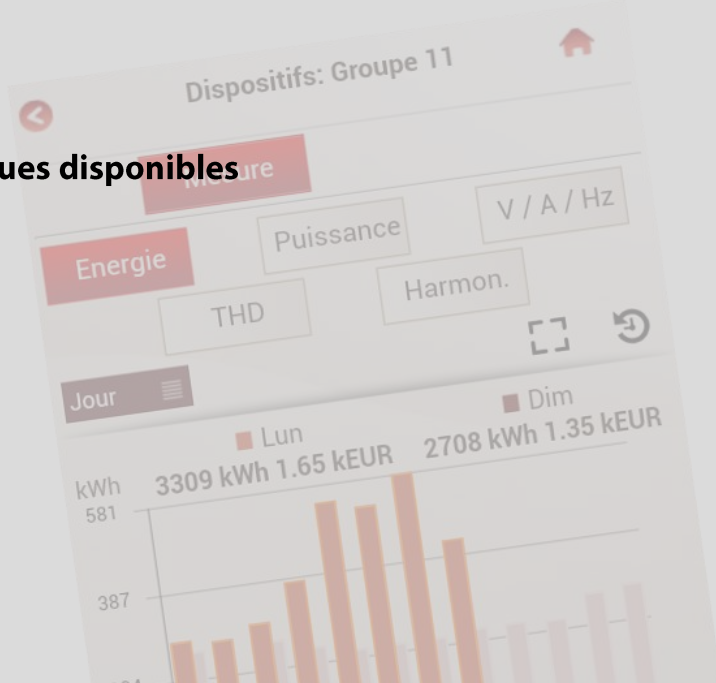 Dispositifs: Groupe 11
ues disponibles
Mesure
Energie Puissance V / A / Hz
THD Harmon.
Jour
Lun Dim
kWh 3309 kWh 1.65 kEUR 2708 kWh 1.35 kEUR
581
387